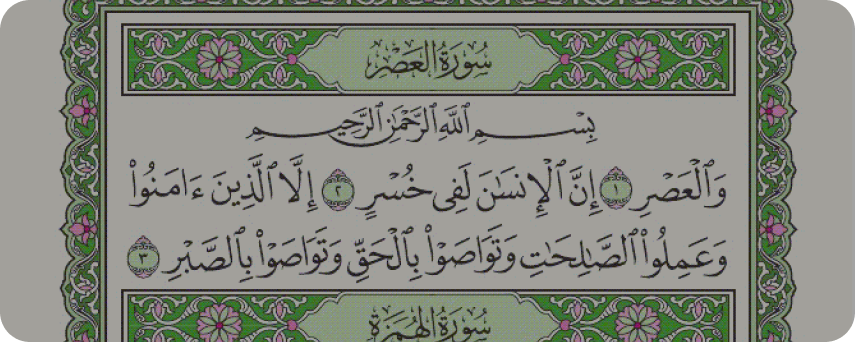 سُورَةُ العَصْرِ
بِسْمِ ٱللَّهِ ٱلرَّحْمَٰنِ ٱلرَّحِيمِ
وَٱلْعَصْرِ ١ إِنَّ ٱلْإِنسَٰنَ لَفِى خُسْرٍ ٢ إِلَّا ٱلَّذِينَ ءَامَنُوا۟
وَعَمِلُوا۟ ٱلصَّٰلِحَٰتِ وَتَوَاصَوْا۟ بِٱلْحَقِّ وَتَوَاصَوْا۟ بِٱلصَّبْرِ ٣
سُورَةُ الهُمَزَةِ